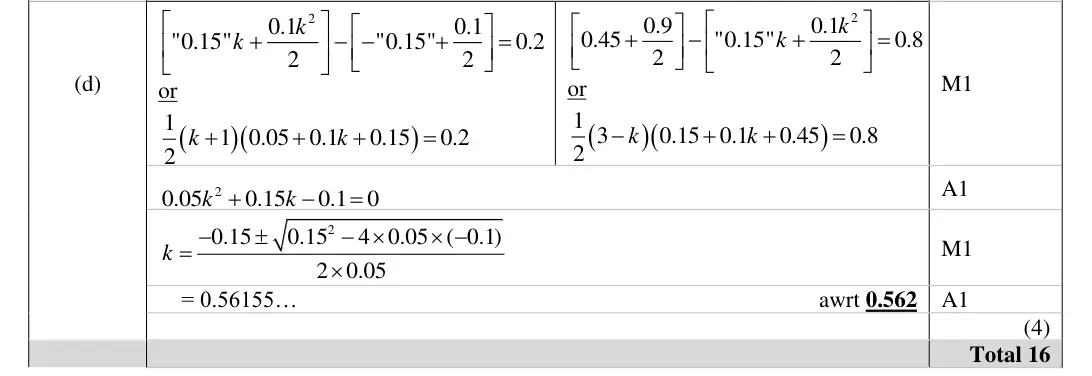 (d)
["0.15"k + 0.1k²/2] − [−"0.15" + 0.1/2] = 0.2
or
1/2(k + 1)(0.05 + 0.1k + 0.15) = 0.2
[0.45 + 0.9/2] − ["0.15"k + 0.1k²/2] = 0.8
or
1/2(3 − k)(0.15 + 0.1k + 0.45) = 0.8
M1
0.05k² + 0.15k − 0.1 = 0 A1
k = (−0.15 ± √(0.15² − 4 × 0.05 × (−0.1)))/(2 × 0.05) M1
= 0.56155… awrt 0.562 A1
(4)
Total 16